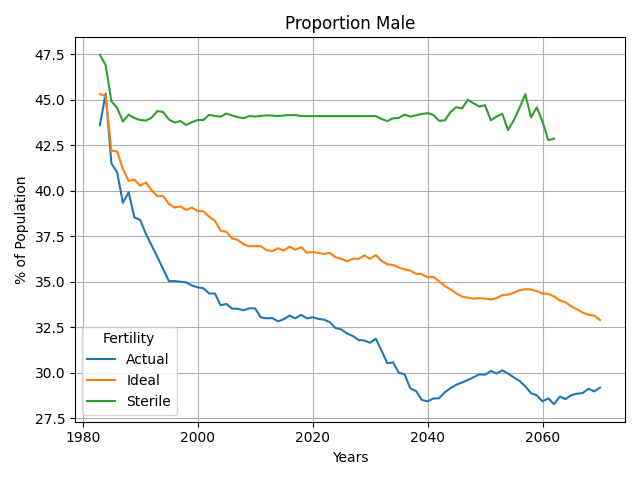 Proportion Male
% of Population
47.5
45.0
42.5
40.0
37.5
35.0
32.5
30.0
27.5
Fertility
Actual
Ideal
Sterile
1980 2000 2020 2040 2060
Years